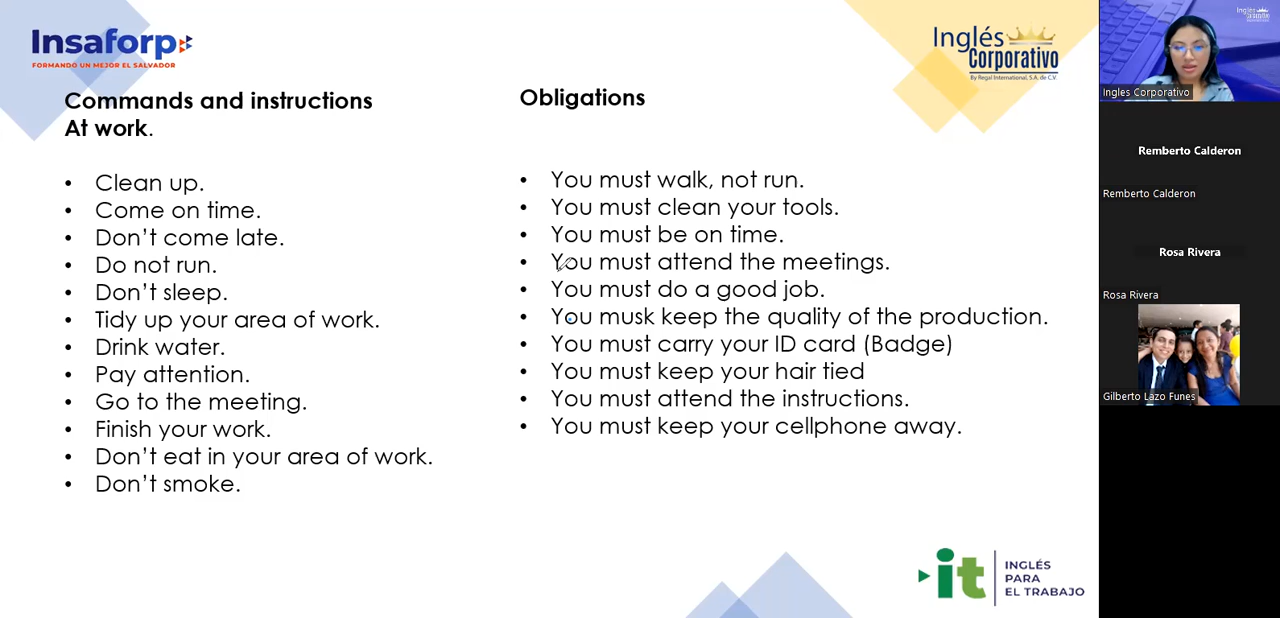 Insaforp
FORMANDO UN MEJOR EL SALVADOR
Inglés
Corporativo
By Regal International, S.A. de C.V.
Commands and instructions
At work.
• Clean up.
• Come on time.
• Don't come late.
• Do not run.
• Don't sleep.
• Tidy up your area of work.
• Drink water.
• Pay attention.
• Go to the meeting.
• Finish your work.
• Don't eat in your area of work.
• Don't smoke.
Obligations
• You must walk, not run.
• You must clean your tools.
• You must be on time.
• You must attend the meetings.
• You must do a good job.
• You musk keep the quality of the production.
• You must carry your ID card (Badge)
• You must keep your hair tied
• You must attend the instructions.
• You must keep your cellphone away.
it
INGLÉS
PARA
EL TRABAJO
Inglés
Ingles Corporativo
Remberto Calderon
Remberto Calderon
Rosa Rivera
Rosa Rivera
Gilberto Lazo Funes